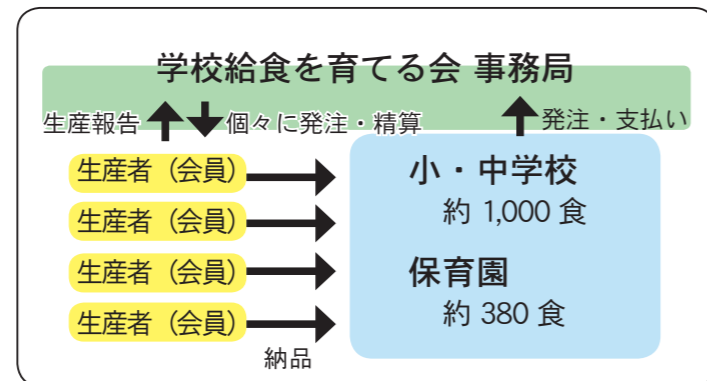 学校給食を育てる会 事務局
生産報告
個々に発注・精算
発注・支払い
生産者（会員）
生産者（会員）
生産者（会員）
生産者（会員）
納品
小・中学校
約 1,000 食
保育園
約 380 食